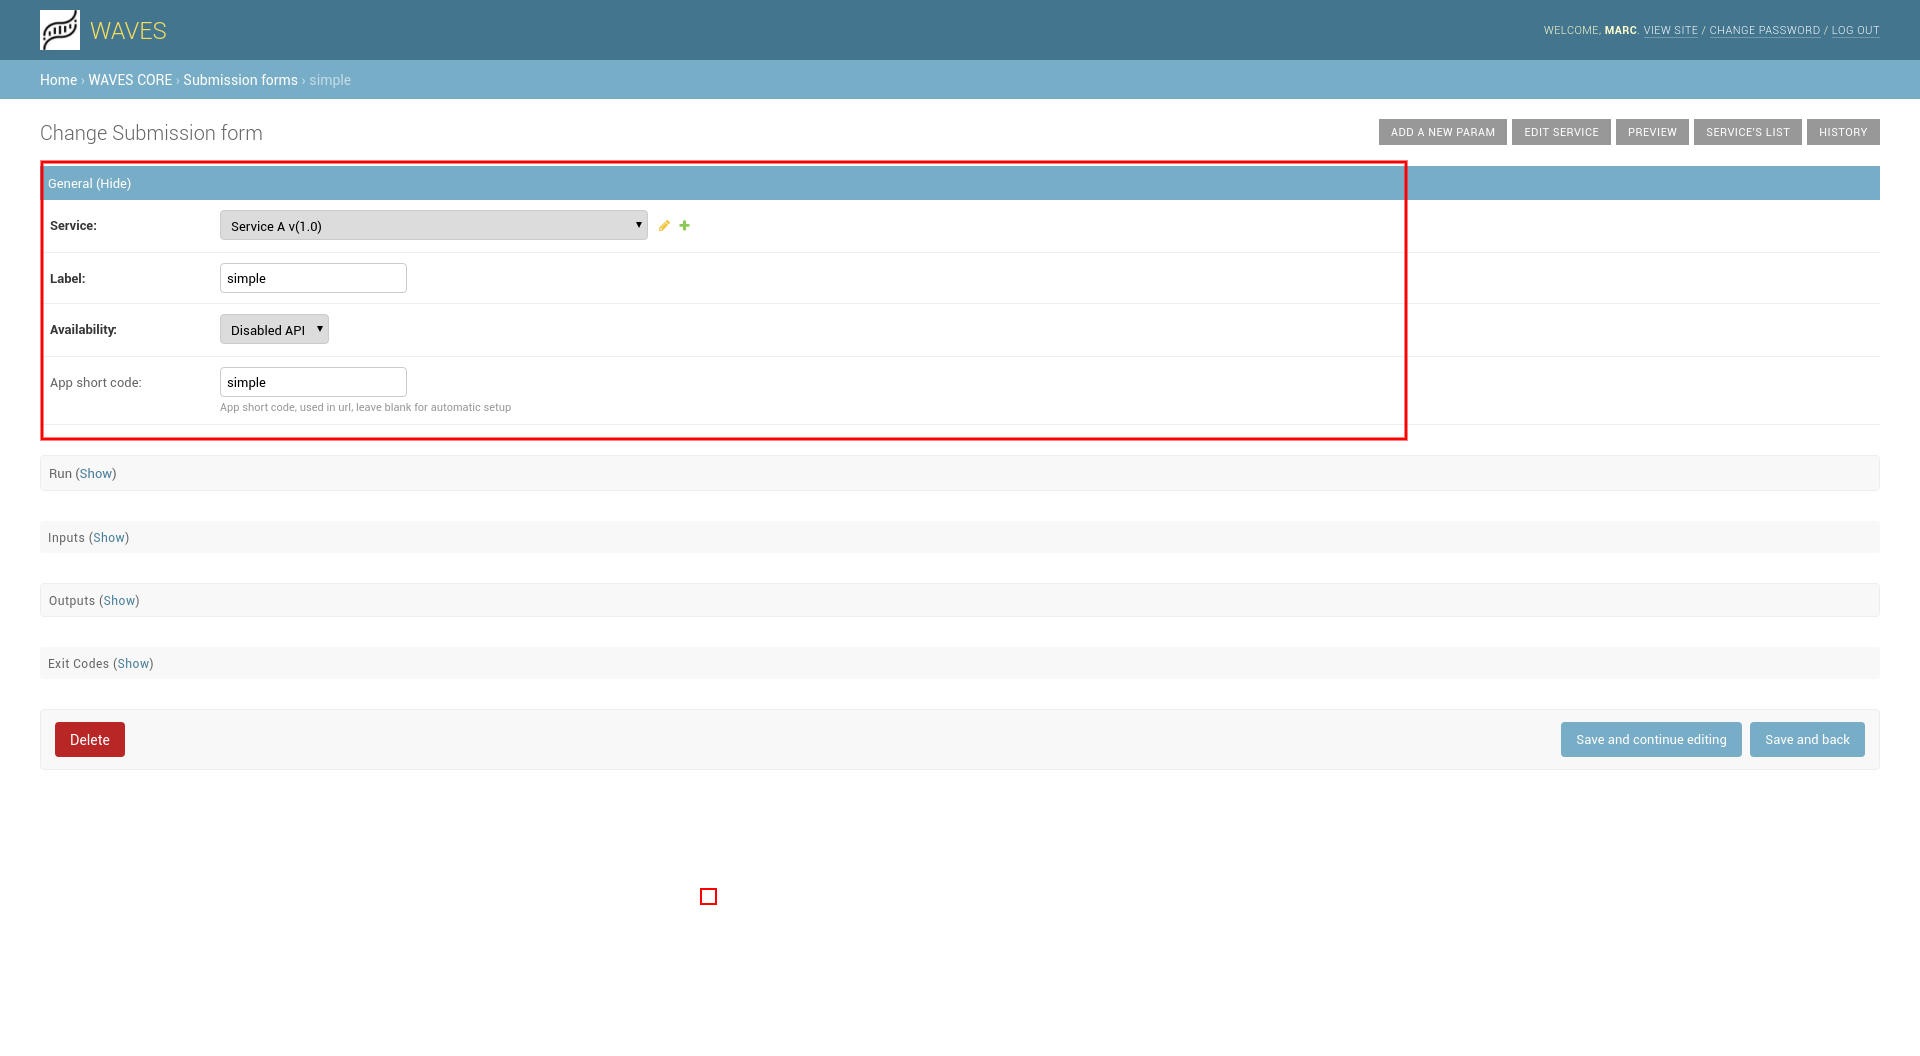 WAVES
WELCOME, MARC. VIEW SITE / CHANGE PASSWORD / LOG OUT
Home › WAVES CORE › Submission forms › simple
Change Submission form
ADD A NEW PARAM EDIT SERVICE PREVIEW SERVICE'S LIST HISTORY
General (Hide)
Service: Service A v(1.0)
Label: simple
Availability: Disabled API
App short code: simple
App short code, used in url, leave blank for automatic setup
Run (Show)
Inputs (Show)
Outputs (Show)
Exit Codes (Show)
Delete Save and continue editing Save and back